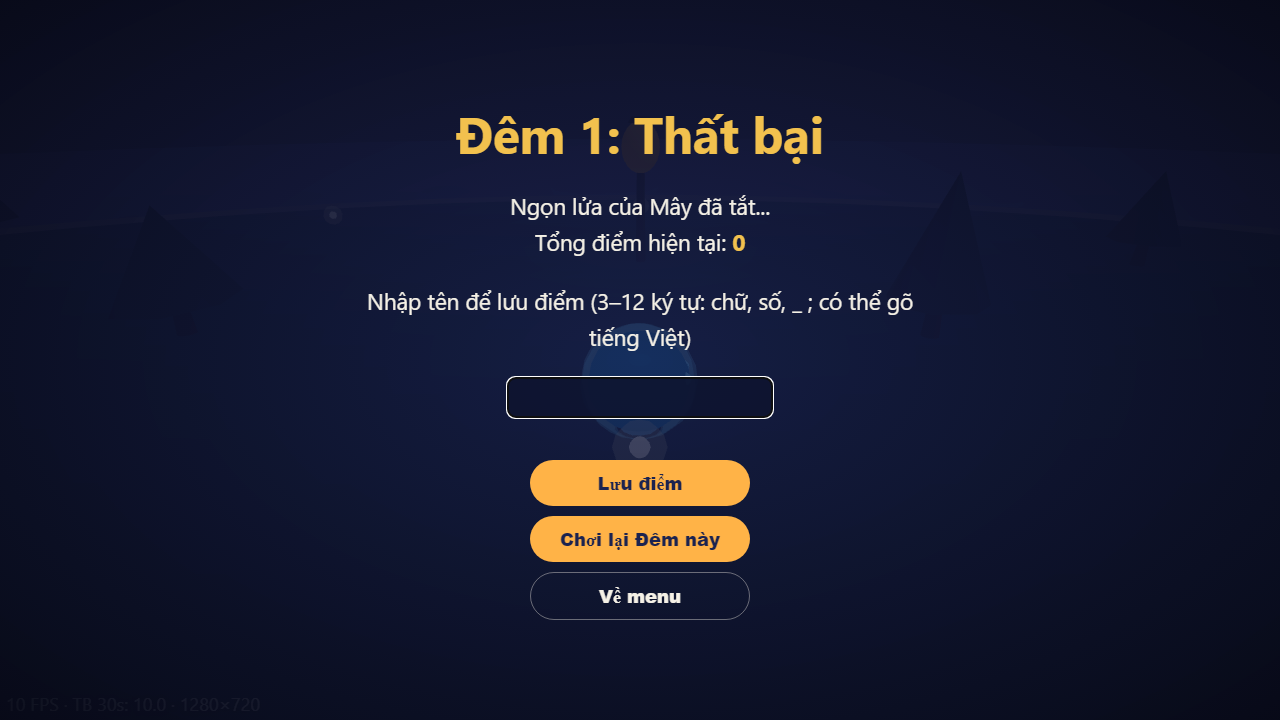 Đêm 1: Thất bại
Ngọn lửa của Mây đã tắt...
Tổng điểm hiện tại: 0
Nhập tên để lưu điểm (3–12 ký tự: chữ, số, _ ; có thể gõ
tiếng Việt)
Lưu điểm
Chơi lại Đêm này
Về menu
10 FPS · TB 30s: 10.0 · 1280×720